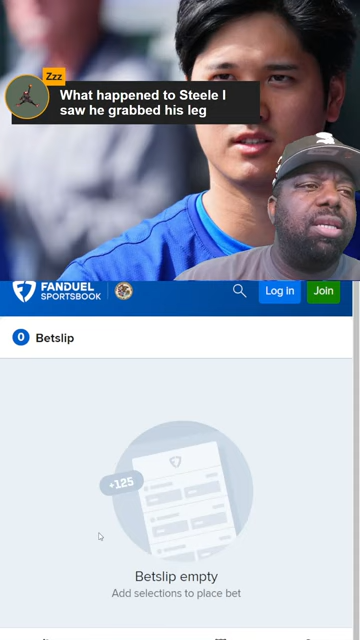 Zzz
What happened to Steele I
saw he grabbed his leg
FANDUEL
SPORTSBOOK
Log in
Join
0
Betslip
+125
Betslip empty
Add selections to place bet